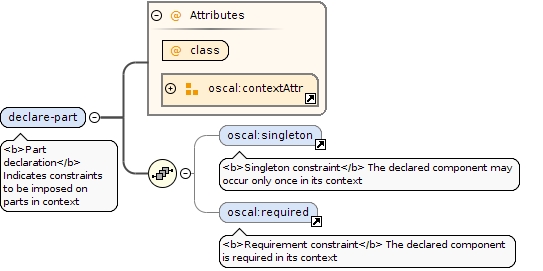 Attributes
@ class
oscal:contextAttr
declare-part
<b>Part
declaration</b>
Indicates constraints
to be imposed on
parts in context
oscal:singleton
<b>Singleton constraint</b> The declared component may
occur only once in its context
oscal:required
<b>Requirement constraint</b> The declared component
is required in its context